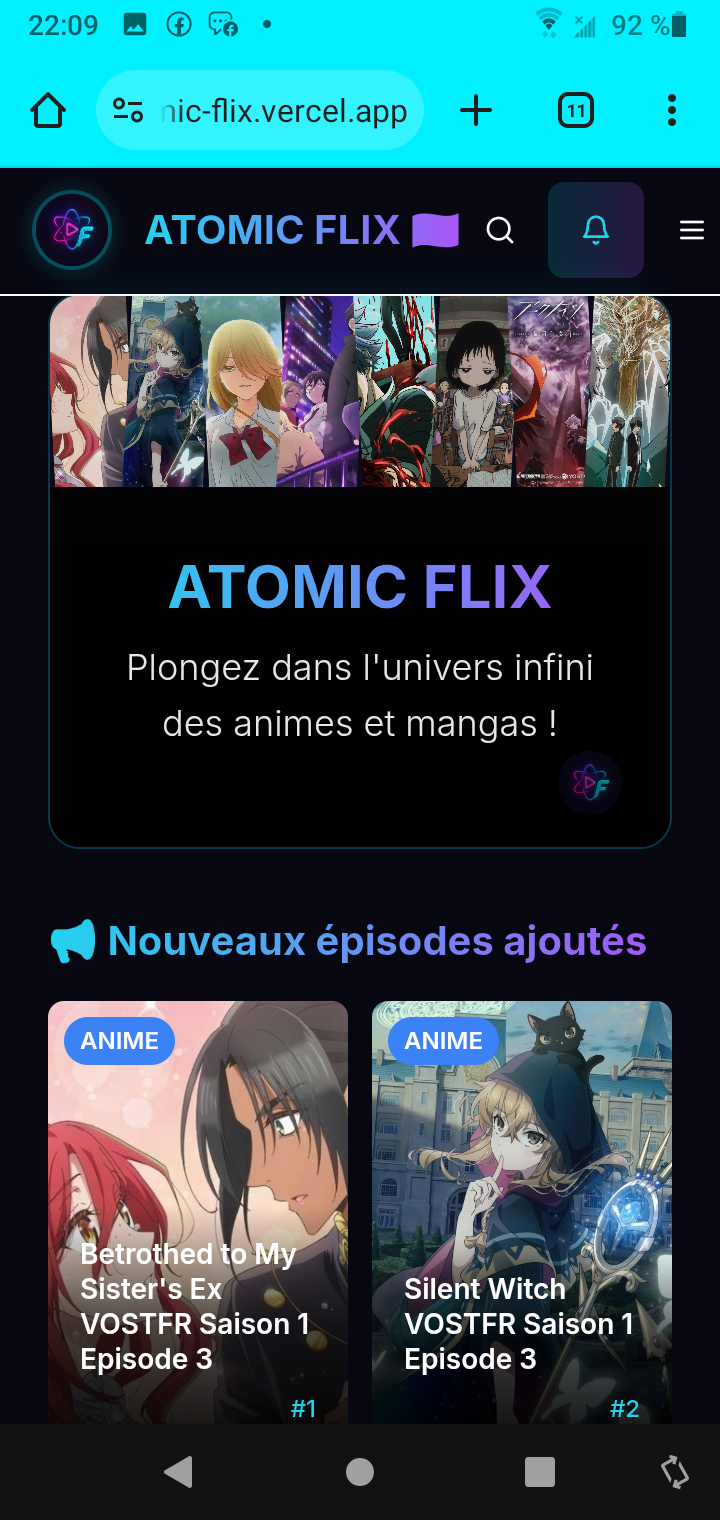 22:09
92 %
nic-flix.vercel.app
11
ATOMIC FLIX
ATOMIC FLIX
Plongez dans l'univers infini
des animes et mangas !
Nouveaux épisodes ajoutés
ANIME
Betrothed to My
Sister's Ex
VOSTFR Saison 1
Episode 3
#1
ANIME
Silent Witch
VOSTFR Saison 1
Episode 3
#2